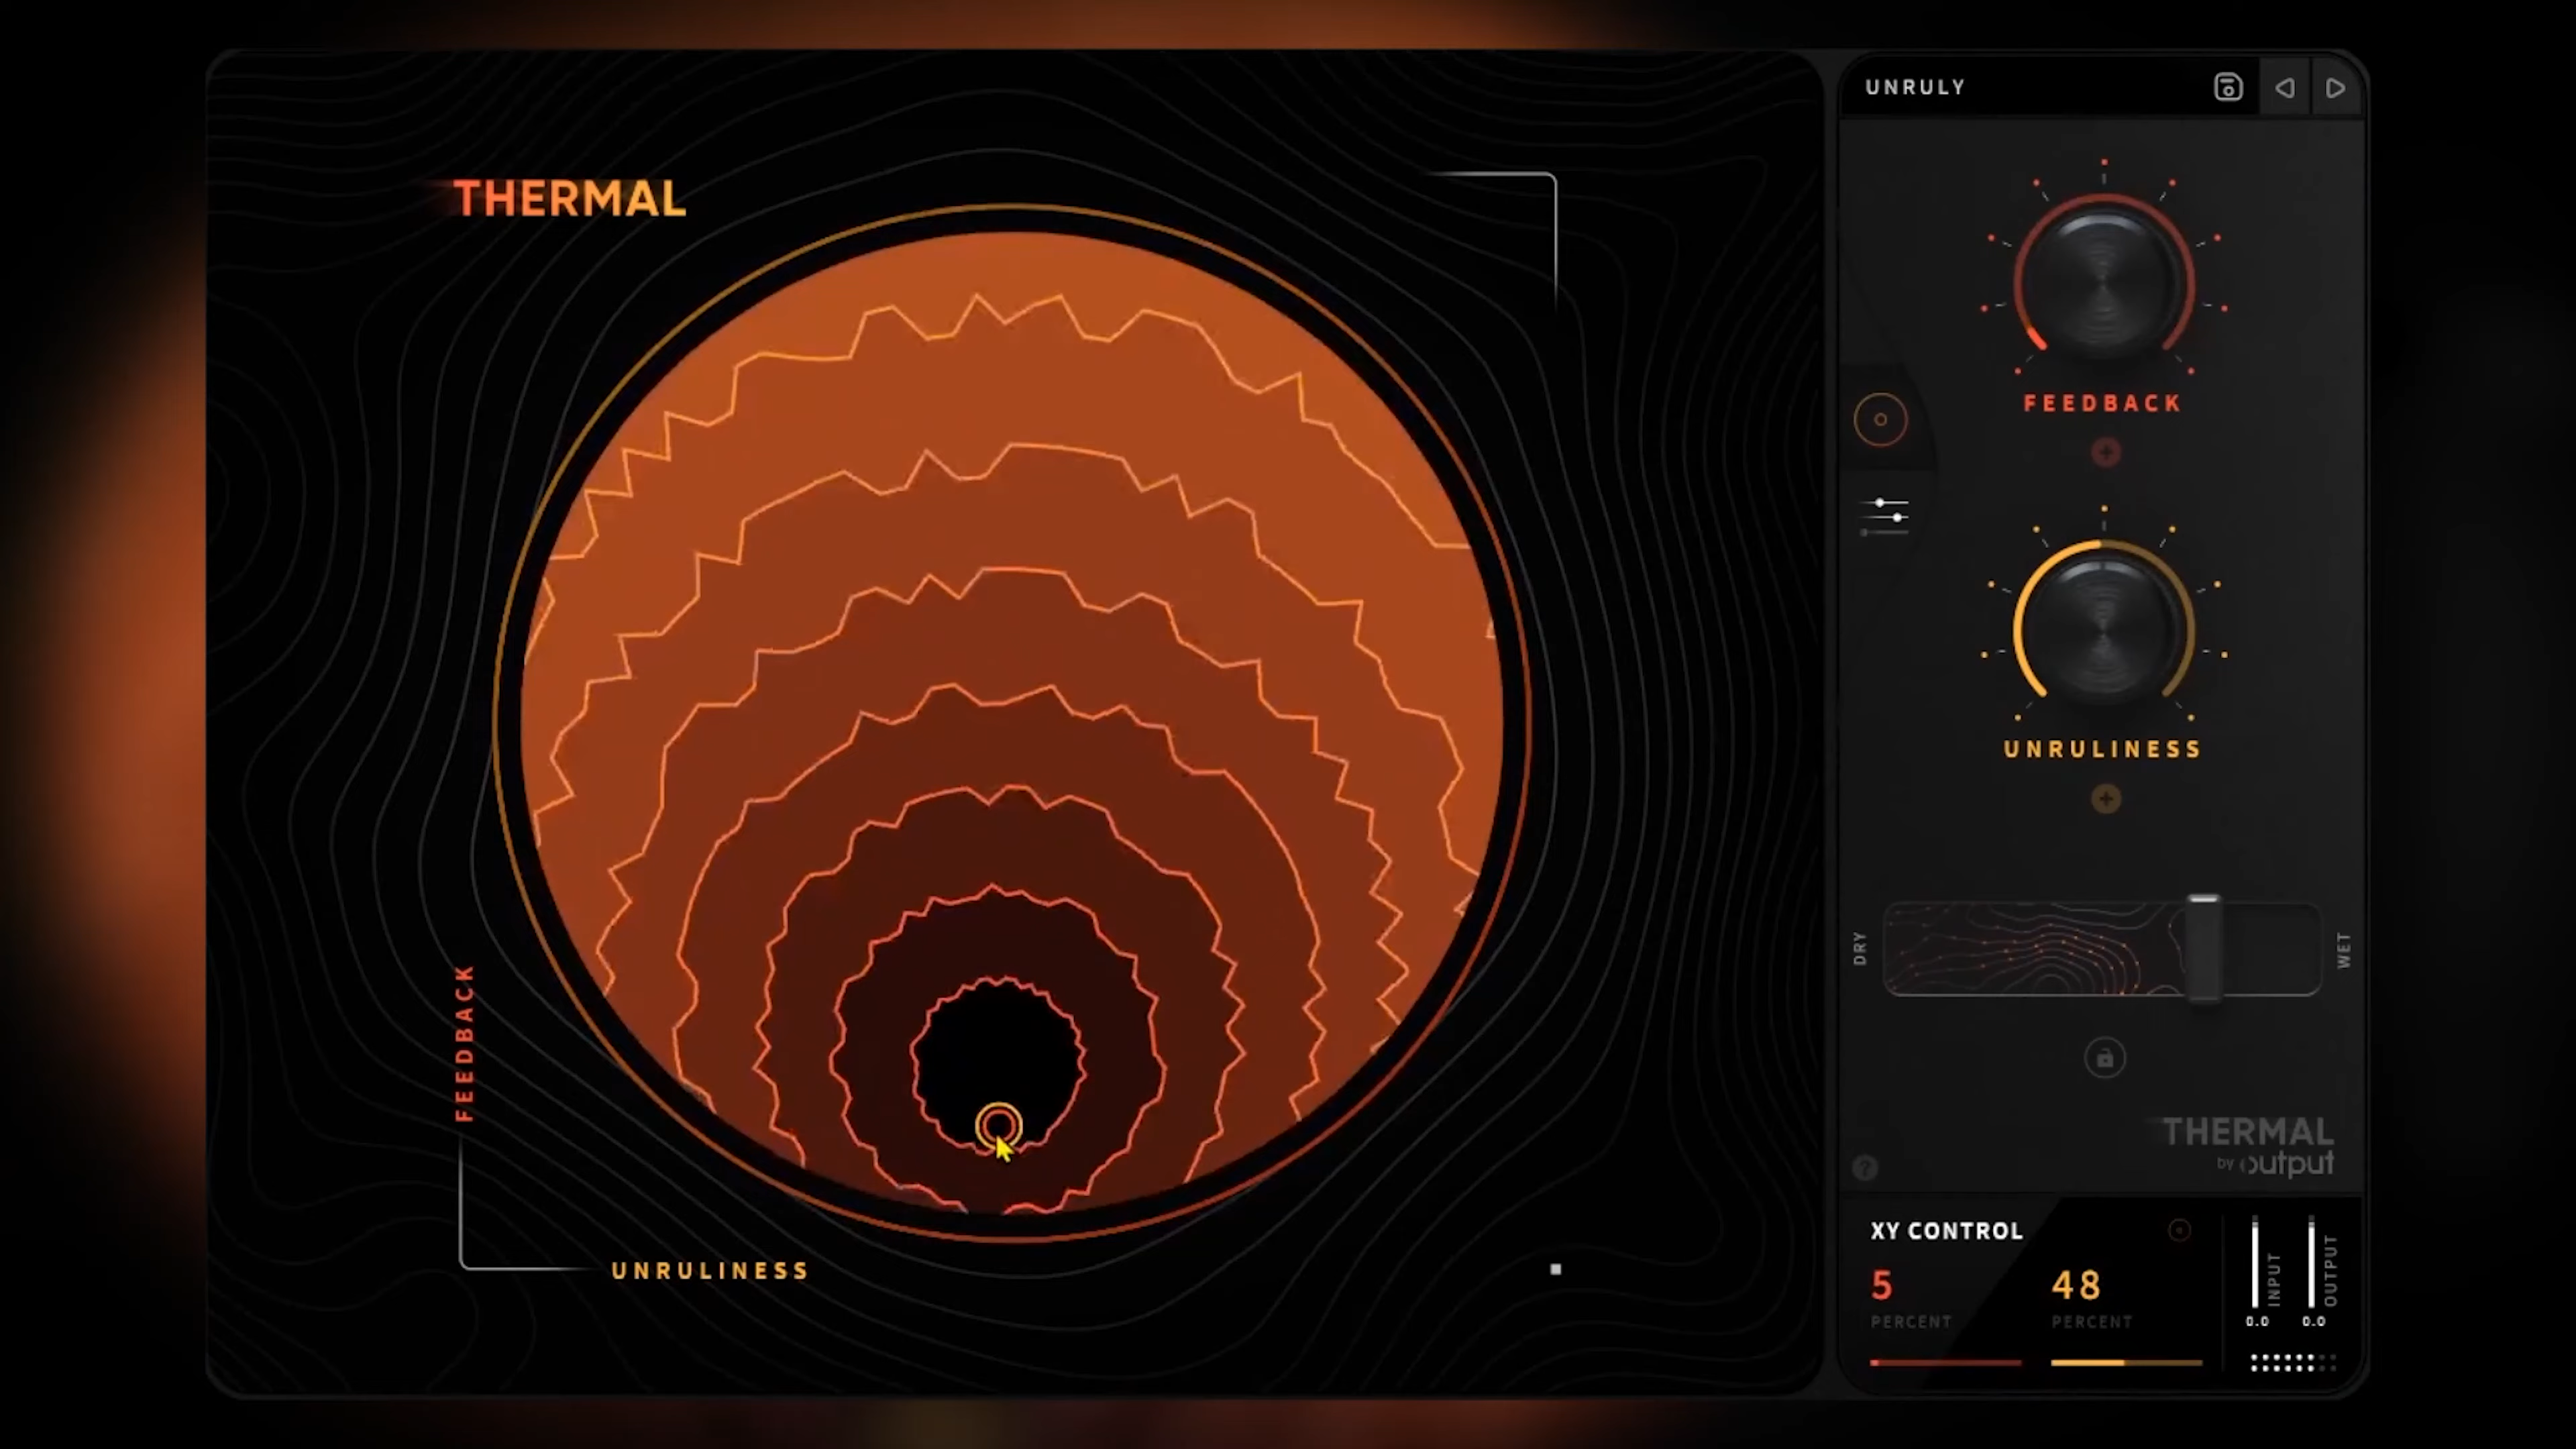 THERMAL
FEEDBACK
UNRULINESS
UNRULY
FEEDBACK
UNRULINESS
DRY
WET
THERMAL
by output
?
XY CONTROL
5
PERCENT
48
PERCENT
INPUT
0.0
OUTPUT
0.0